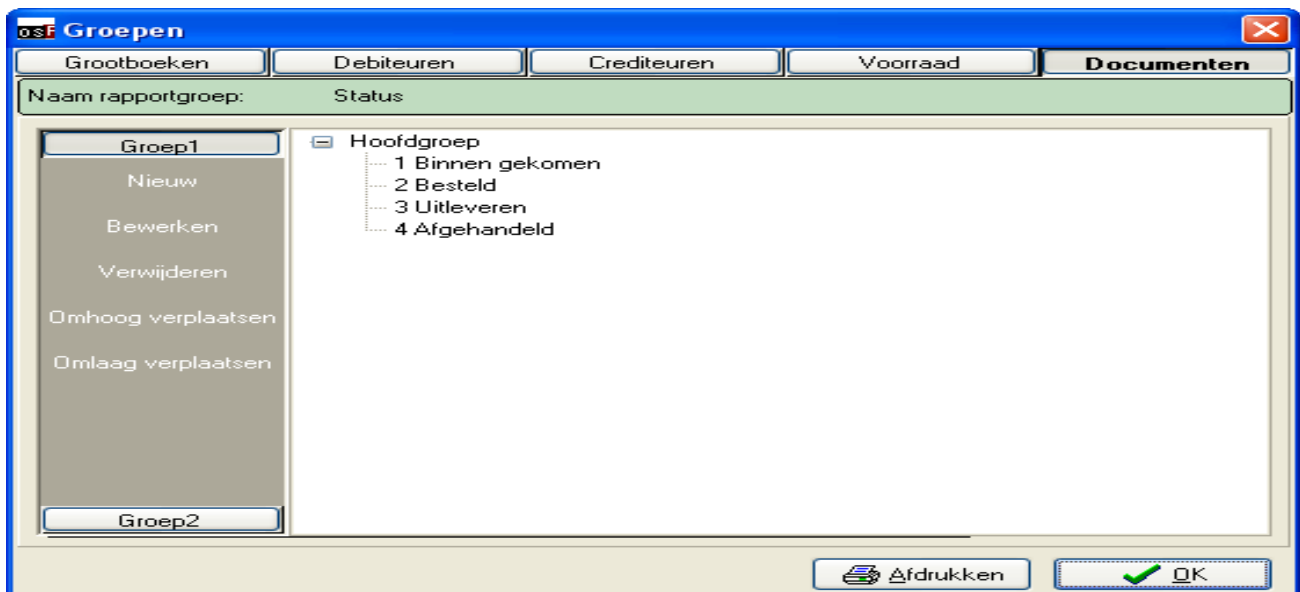 osF Groepen
Grootboeken Debiteuren Crediteuren Voorraad Documenten
Naam rapportgroep: Status
Groep1
Nieuw
Bewerken
Verwijderen
Omhoog verplaatsen
Omlaag verplaatsen
Groep2
Hoofdgroep
1 Binnen gekomen
2 Besteld
3 Uitleveren
4 Afgehandeld
Afdrukken OK